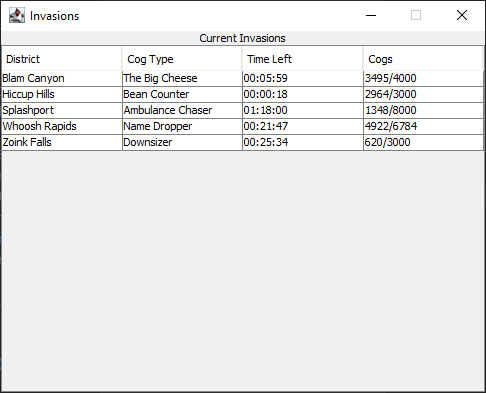 Invasions
Current Invasions
District Cog Type Time Left Cogs
Blam Canyon The Big Cheese 00:05:59 3495/4000
Hiccup Hills Bean Counter 00:00:18 2964/3000
Splashport Ambulance Chaser 01:18:00 1348/8000
Whoosh Rapids Name Dropper 00:21:47 4922/6784
Zoink Falls Downsizer 00:25:34 620/3000